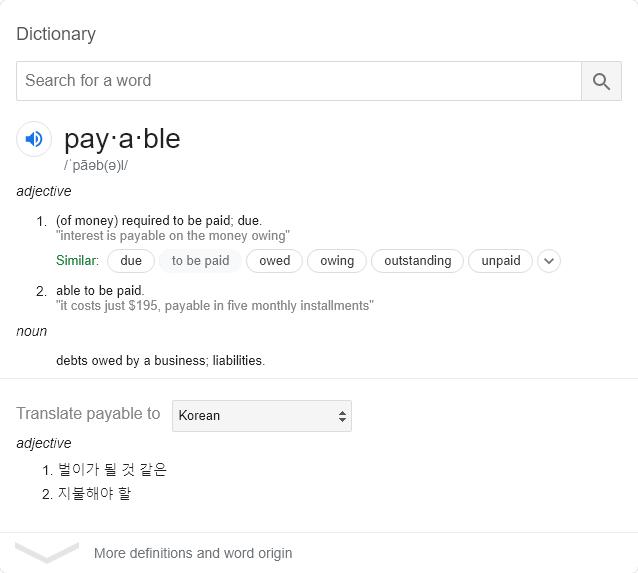 Dictionary
Search for a word
pay·a·ble
/ˈpāəb(ə)l/
adjective
1. (of money) required to be paid; due.
"interest is payable on the money owing"
Similar: due to be paid owed owing outstanding unpaid
2. able to be paid.
"it costs just $195, payable in five monthly installments"
noun
debts owed by a business; liabilities.
Translate payable to Korean
adjective
1. 벌이가 될 것 같은
2. 지불해야 할
More definitions and word origin